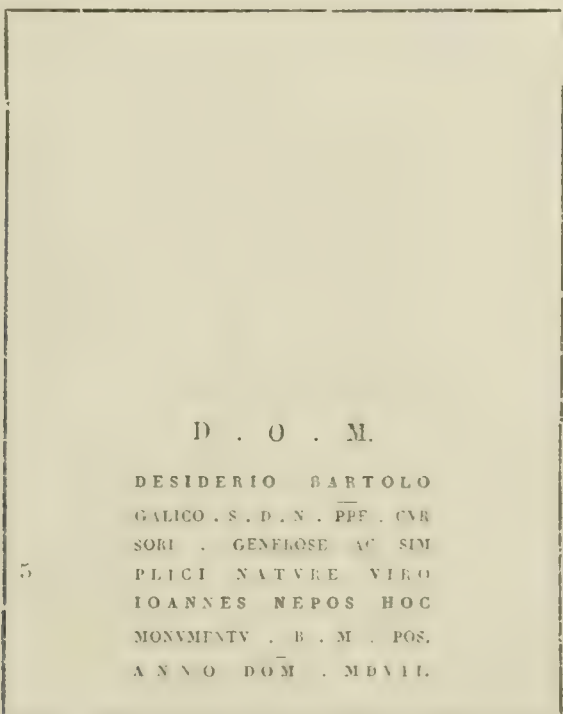 D . O . M.
DESIDERIO BARTOLO
GALICO . S . D . N . P̅P̅E̅ . CVR
SORI . GENEROSE AC SIM
5 PLICI NATVRE VIRO
IOANNES NEPOS HOC
MONVMENTV . B . M . POS.
ANNO DOM̅ . MDVII.